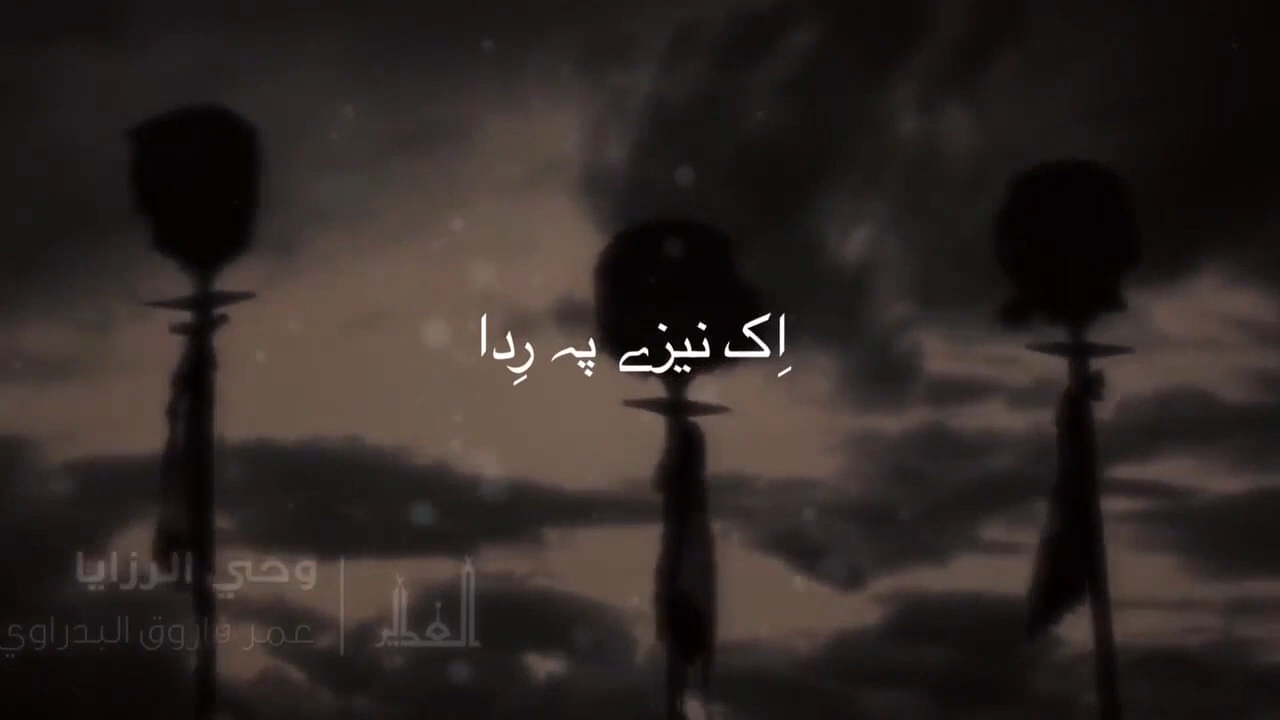 اِک نیزے پہ رِدا
وحي الرزايا
عمر فاروق البدراوي